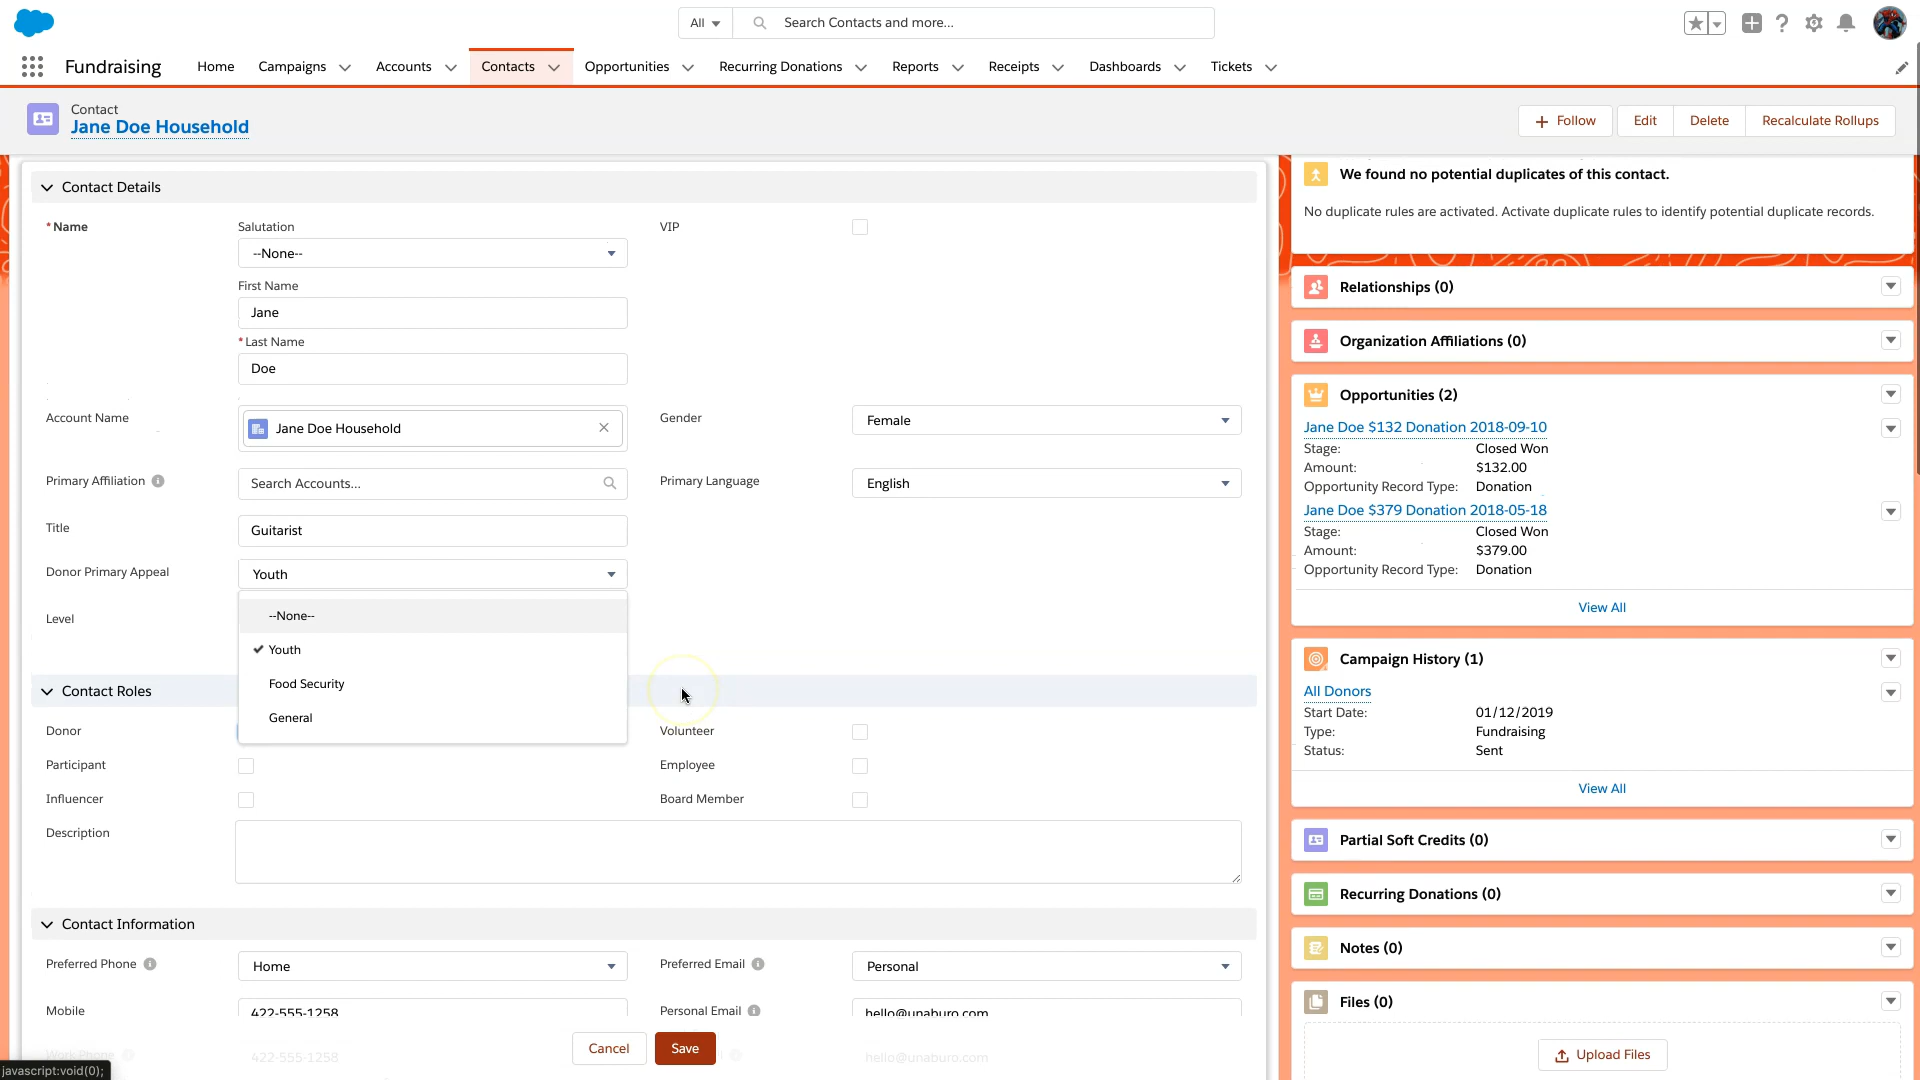 All
Search Contacts and more...
Fundraising
Home
Campaigns
Accounts
Contacts
Opportunities
Recurring Donations
Reports
Receipts
Dashboards
Tickets
Contact
Jane Doe Household
Follow
Edit
Delete
Recalculate Rollups
Contact Details
* Name
Salutation
--None--
VIP
First Name
Jane
* Last Name
Doe
Account Name
Jane Doe Household
Gender
Female
Primary Affiliation
Search Accounts...
Primary Language
English
Title
Guitarist
Donor Primary Appeal
Youth
Level
--None--
Youth
Food Security
General
Contact Roles
Donor
Volunteer
Participant
Employee
Influencer
Board Member
Description
Contact Information
Preferred Phone
Home
Preferred Email
Personal
Mobile
422-555-1258
Personal Email
hello@unaburo.com
Work Phone
422-555-1258
hello@unaburo.com
Cancel
Save
javascript:void(0);
We found no potential duplicates of this contact.
No duplicate rules are activated. Activate duplicate rules to identify potential duplicate records.
Relationships (0)
Organization Affiliations (0)
Opportunities (2)
Jane Doe $132 Donation 2018-09-10
Stage: Closed Won
Amount: $132.00
Opportunity Record Type: Donation
Jane Doe $379 Donation 2018-05-18
Stage: Closed Won
Amount: $379.00
Opportunity Record Type: Donation
View All
Campaign History (1)
All Donors
Start Date: 01/12/2019
Type: Fundraising
Status: Sent
View All
Partial Soft Credits (0)
Recurring Donations (0)
Notes (0)
Files (0)
Upload Files